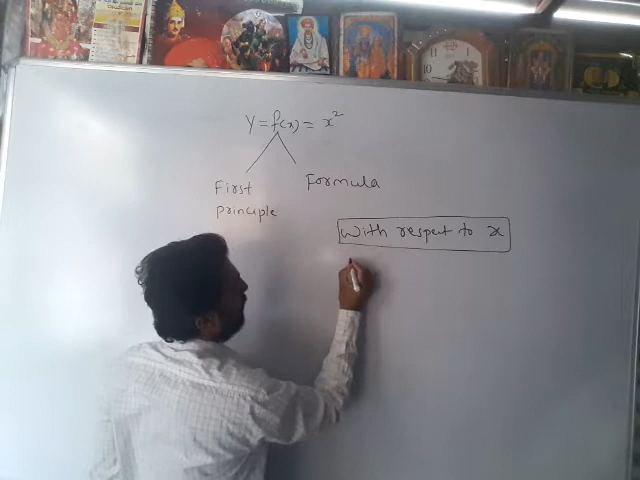 y = f(x) = x²
First
principle
Formula
With respect to x